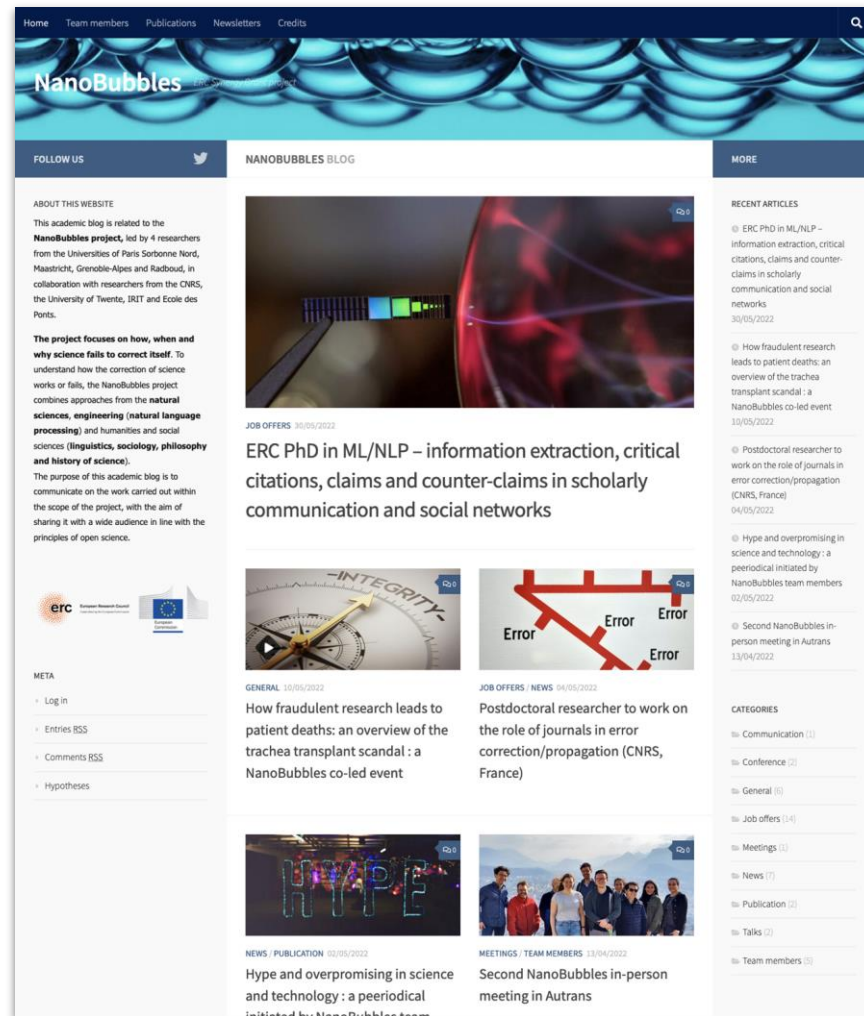 Home Team members Publications Newsletters Credits
NanoBubbles ERC Synergy Grant project
FOLLOW US
ABOUT THIS WEBSITE
This academic blog is related to the
NanoBubbles project, led by 4 researchers
from the Universities of Paris Sorbonne Nord,
Maastricht, Grenoble-Alpes and Radboud, in
collaboration with researchers from the CNRS,
the University of Twente, IRIT and Ecole des
Ponts.
The project focuses on how, when and
why science fails to correct itself. To
understand how the correction of science
works or fails, the NanoBubbles project
combines approaches from the natural
sciences, engineering (natural language
processing) and humanities and social
sciences (linguistics, sociology, philosophy
and history of science).
The purpose of this academic blog is to
communicate on the work carried out within
the scope of the project, with the aim of
sharing it with a wide audience in line with the
principles of open science.
erc European Research Council
European
Commission
META
Log in
Entries RSS
Comments RSS
Hypotheses
NANOBUBBLES BLOG
0
JOB OFFERS 30/05/2022
ERC PhD in ML/NLP – information extraction, critical
citations, claims and counter-claims in scholarly
communication and social networks
INTEGRITY
0
GENERAL 10/05/2022
How fraudulent research leads to
patient deaths: an overview of the
trachea transplant scandal : a
NanoBubbles co-led event
0
Error
Error
Error
Error
JOB OFFERS / NEWS 04/05/2022
Postdoctoral researcher to work on
the role of journals in error
correction/propagation (CNRS,
France)
HYPE
0
NEWS / PUBLICATION 02/05/2022
Hype and overpromising in science
and technology : a peeriodical
initiated by NanoBubbles team
0
MEETINGS / TEAM MEMBERS 13/04/2022
Second NanoBubbles in-person
meeting in Autrans
MORE
RECENT ARTICLES
ERC PhD in ML/NLP –
information extraction, critical
citations, claims and counter-
claims in scholarly
communication and social
networks
30/05/2022
How fraudulent research
leads to patient deaths: an
overview of the trachea
transplant scandal : a
NanoBubbles co-led event
10/05/2022
Postdoctoral researcher to
work on the role of journals in
error correction/propagation
(CNRS, France)
04/05/2022
Hype and overpromising in
science and technology : a
peeriodical initiated by
NanoBubbles team members
02/05/2022
Second NanoBubbles in-
person meeting in Autrans
13/04/2022
CATEGORIES
Communication (1)
Conference (2)
General (6)
Job offers (14)
Meetings (1)
News (7)
Publication (2)
Talks (2)
Team members (5)